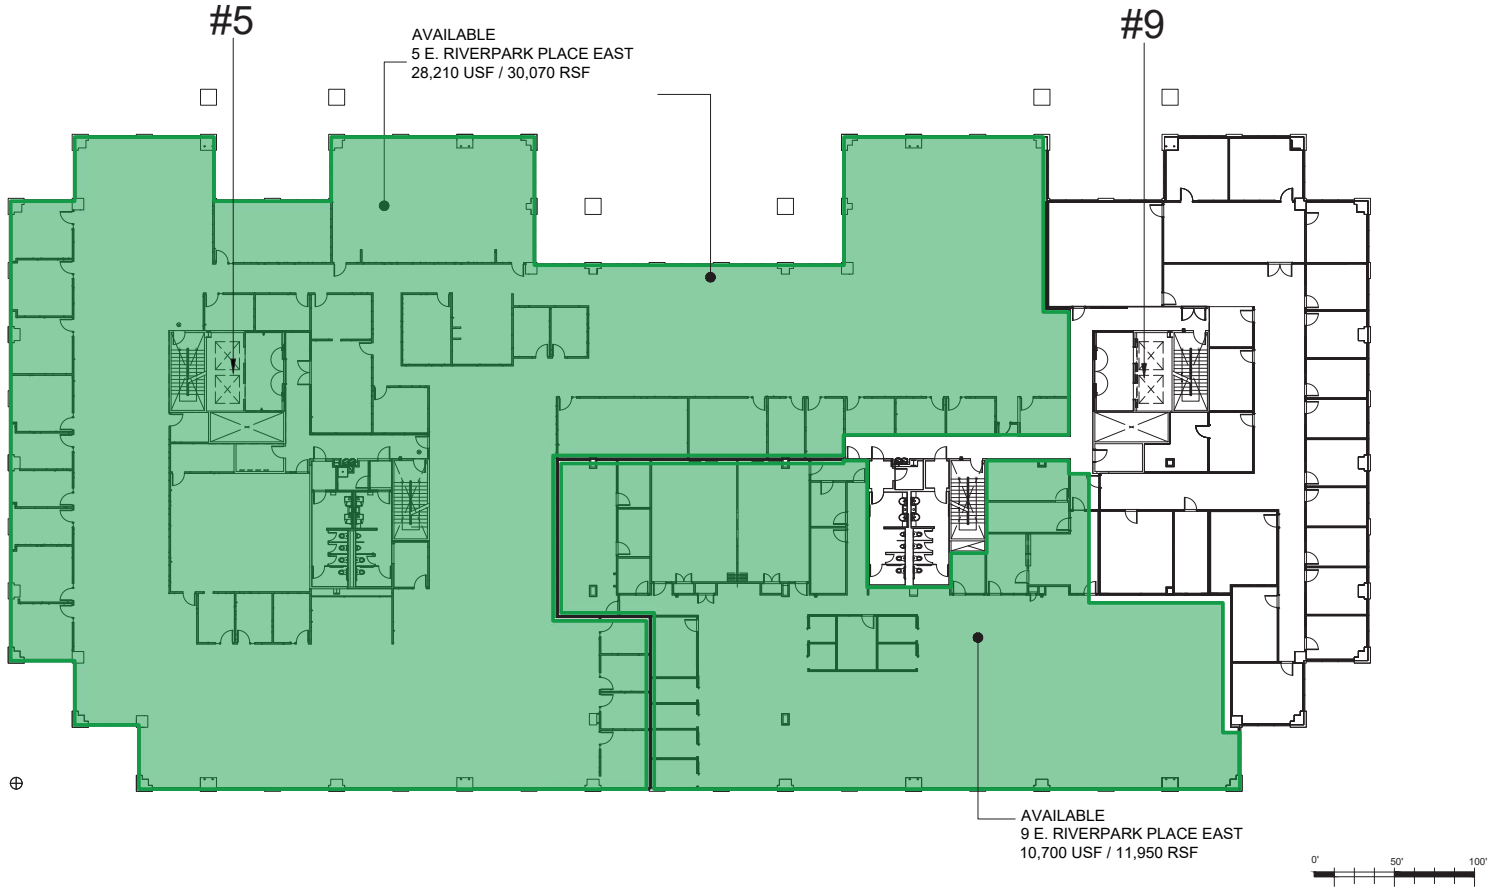 #5
#9
AVAILABLE
5 E. RIVERPARK PLACE EAST
28,210 USF / 30,070 RSF
AVAILABLE
9 E. RIVERPARK PLACE EAST
10,700 USF / 11,950 RSF
0' 50' 100'